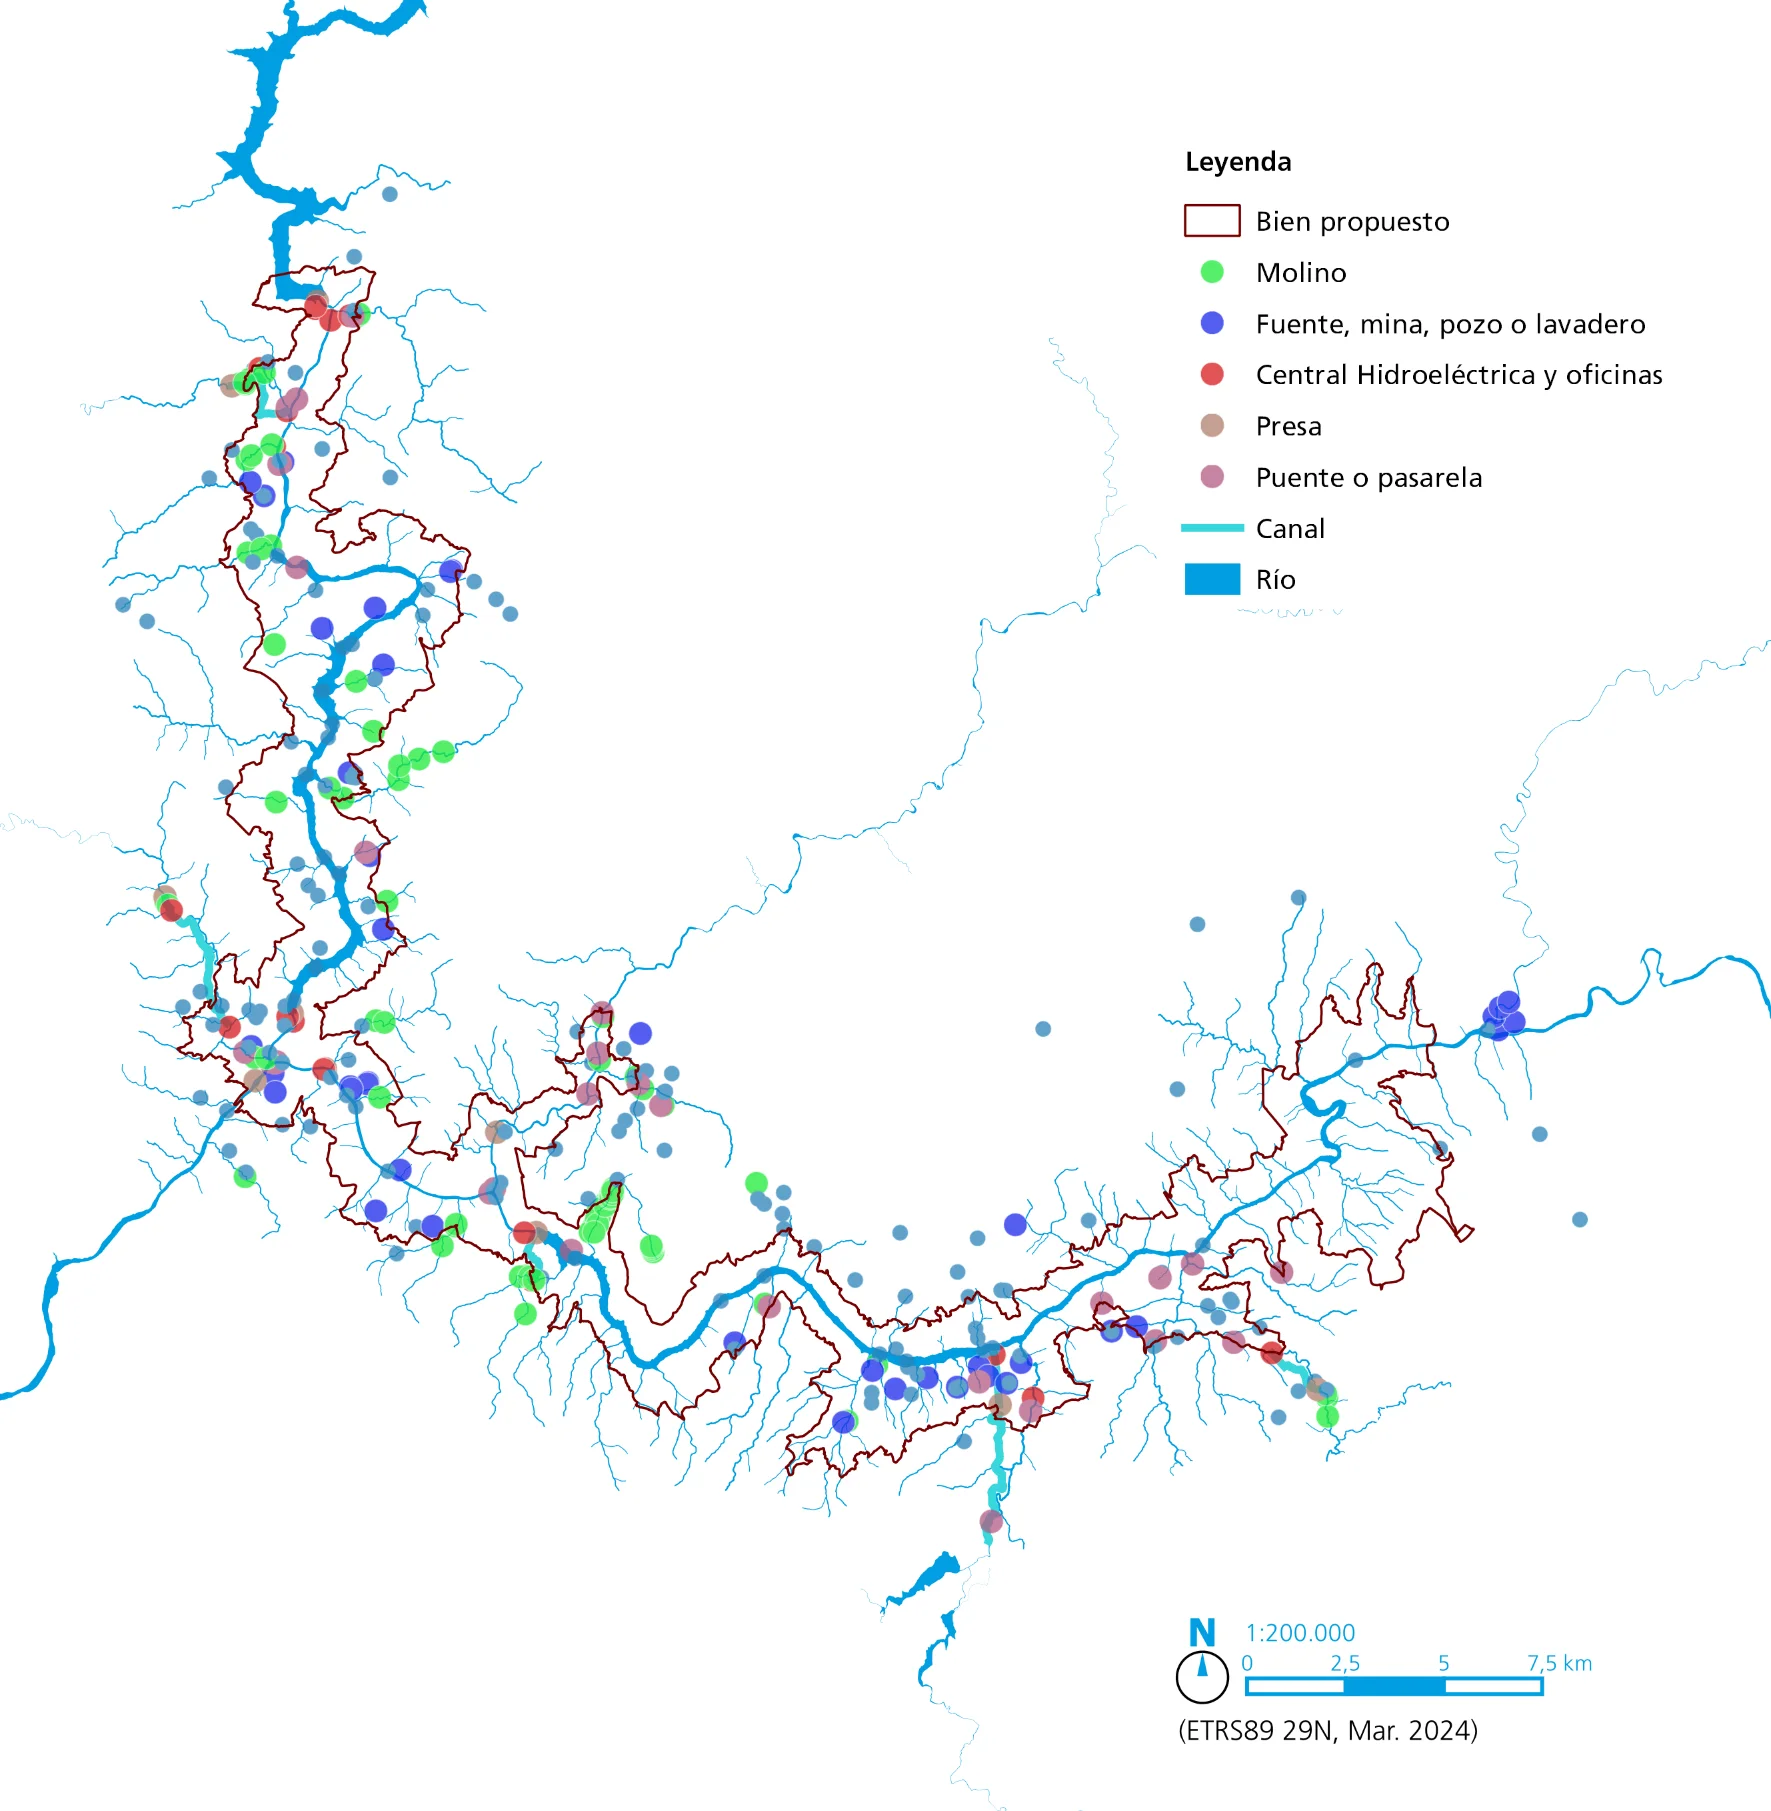 Leyenda
Bien propuesto
Molino
Fuente, mina, pozo o lavadero
Central Hidroeléctrica y oficinas
Presa
Puente o pasarela
Canal
Río
N
1:200.000
0 2,5 5 7,5 km
(ETRS89 29N, Mar. 2024)